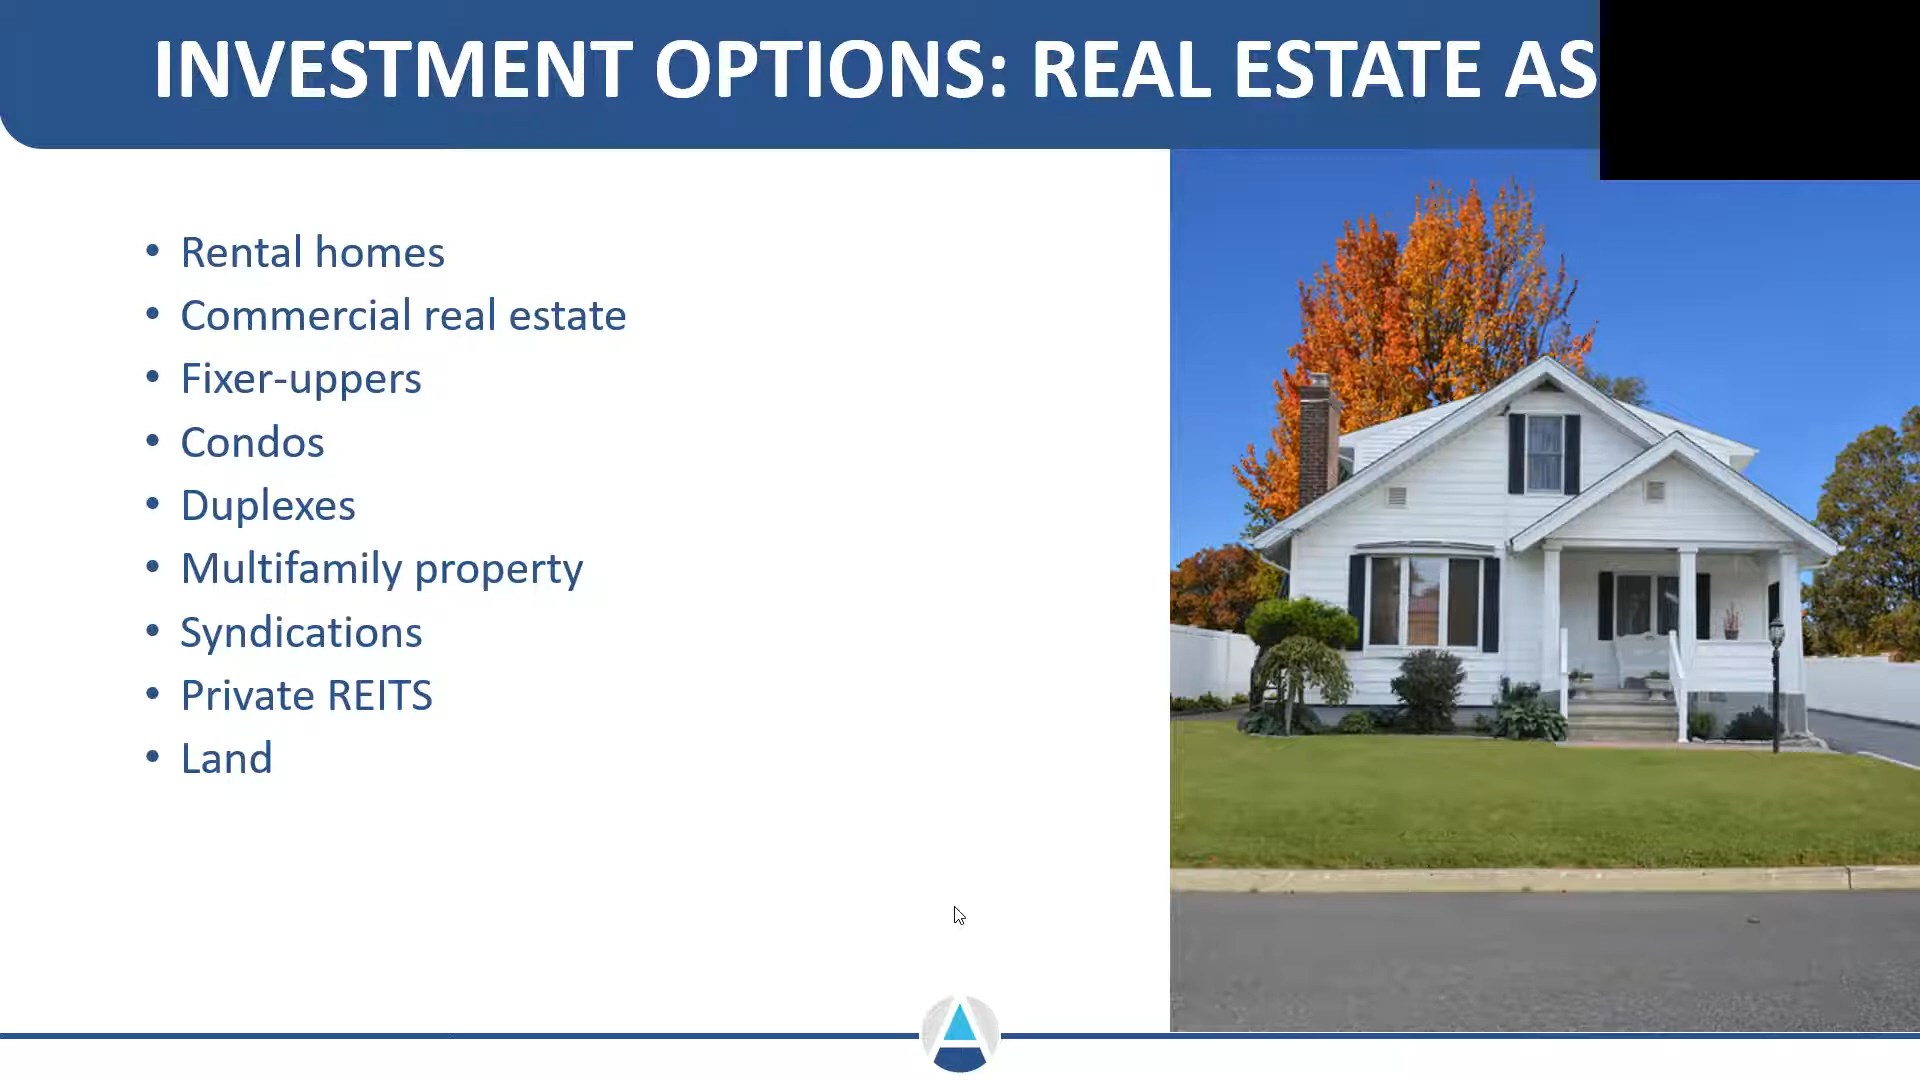 INVESTMENT OPTIONS: REAL ESTATE AS
• Rental homes
• Commercial real estate
• Fixer-uppers
• Condos
• Duplexes
• Multifamily property
• Syndications
• Private REITS
• Land